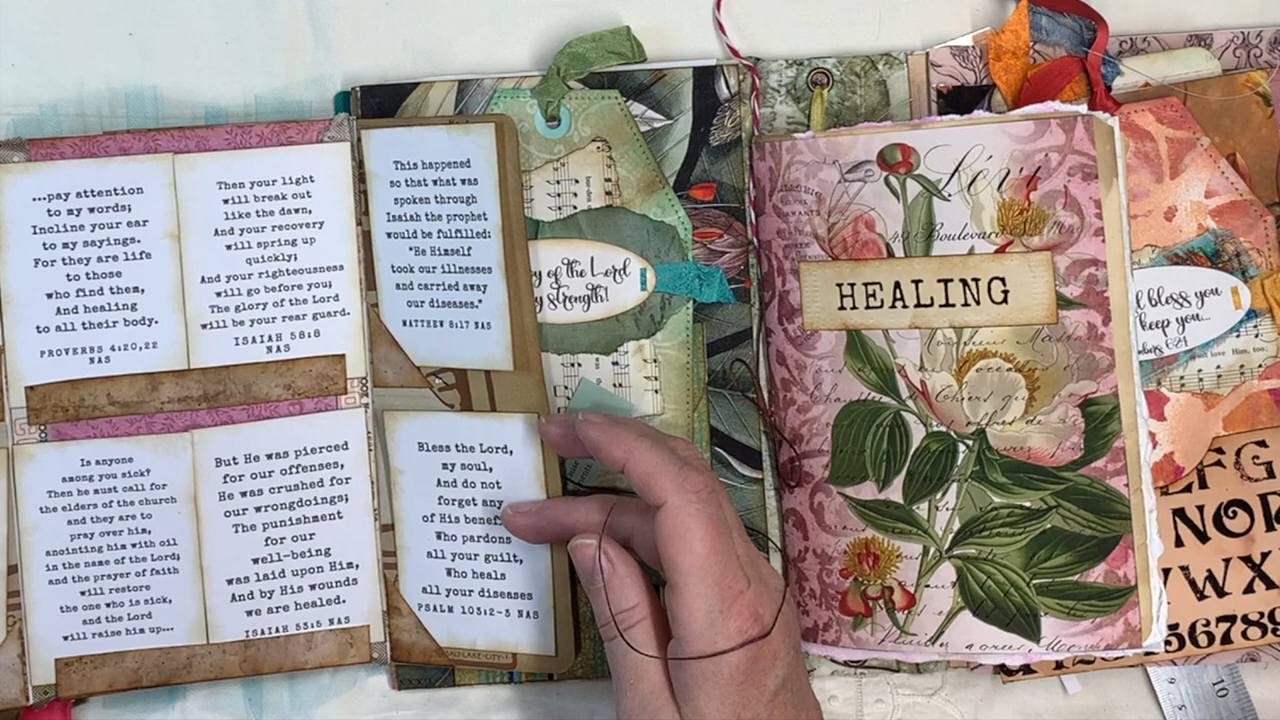 ...pay attention
to my words;
Incline your ear
to my sayings.
For they are life
to those
who find them,
And healing
to all their body.
PROVERBS 4:20,22
NAS
Then your light
will break out
like the dawn,
And your recovery
will spring up
quickly;
And your righteousness
will go before you;
The glory of the Lord
will be your rear guard.
ISAIAH 58:8
NAS
This happened
so that what was
spoken through
Isaiah the prophet
would be fulfilled:
"He Himself
took our illnesses
and carried away
our diseases."
MATTHEW 8:17 NAS
Is anyone
among you sick?
Then he must call for
the elders of the church
and they are to
pray over him,
anointing him with oil
in the name of the Lord;
and the prayer of faith
will restore
the one who is sick,
and the Lord
will raise him up...
But He was pierced
for our offenses,
He was crushed for
our wrongdoings;
The punishment
for our
well-being
was laid upon Him,
And by His wounds
we are healed.
ISAIAH 53:5 NAS
Bless the Lord,
my soul,
And do not
forget any
of His
Who pardons
all your guilt,
Who heals
all your diseases
PSALM 103:2-3 NAS
of the Lord
strength!
Lévi
49 Boulevard
HEALING
bless you
keep you...
love Him, too.
FG
WX
56789
10